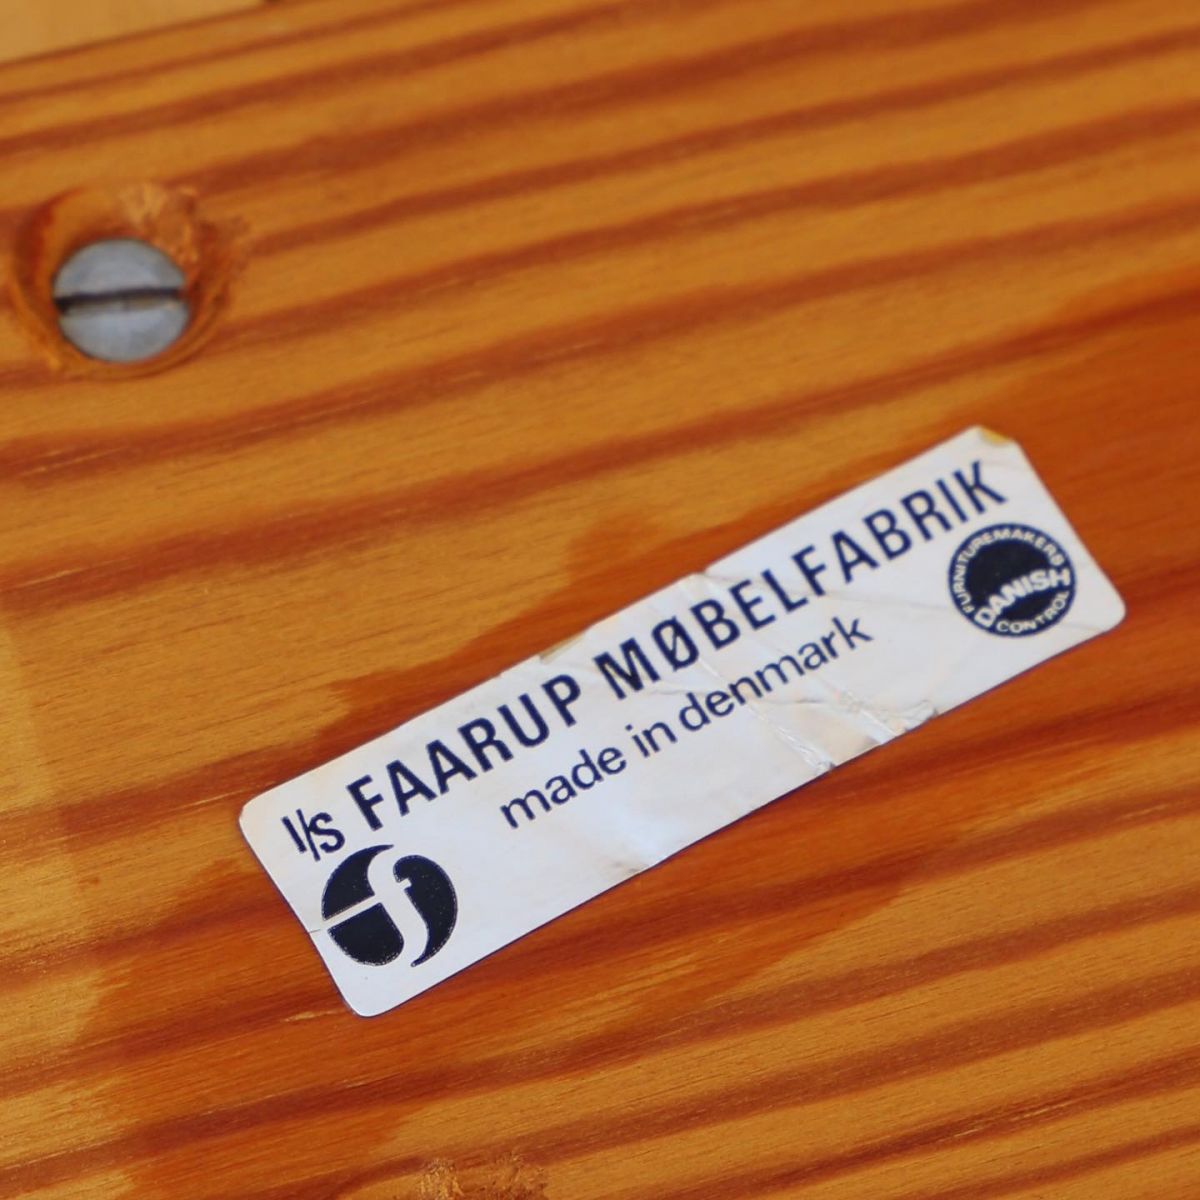 I/S FAARUP MØBELFABRIK
made in denmark
f
FURNITUREMAKERS
DANISH
CONTROL